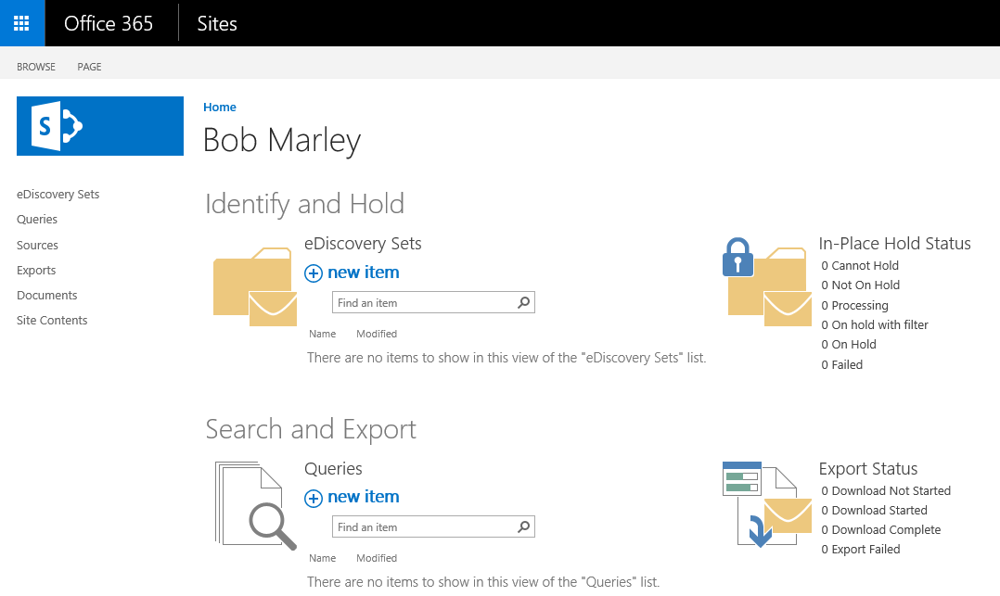 Office 365
Sites
BROWSE
PAGE
S
Home
Bob Marley
eDiscovery Sets
Queries
Sources
Exports
Documents
Site Contents
Identify and Hold
eDiscovery Sets
new item
Find an item
Name Modified
There are no items to show in this view of the "eDiscovery Sets" list.
In-Place Hold Status
0 Cannot Hold
0 Not On Hold
0 Processing
0 On hold with filter
0 On Hold
0 Failed
Search and Export
Queries
new item
Find an item
Name Modified
There are no items to show in this view of the "Queries" list.
Export Status
0 Download Not Started
0 Download Started
0 Download Complete
0 Export Failed